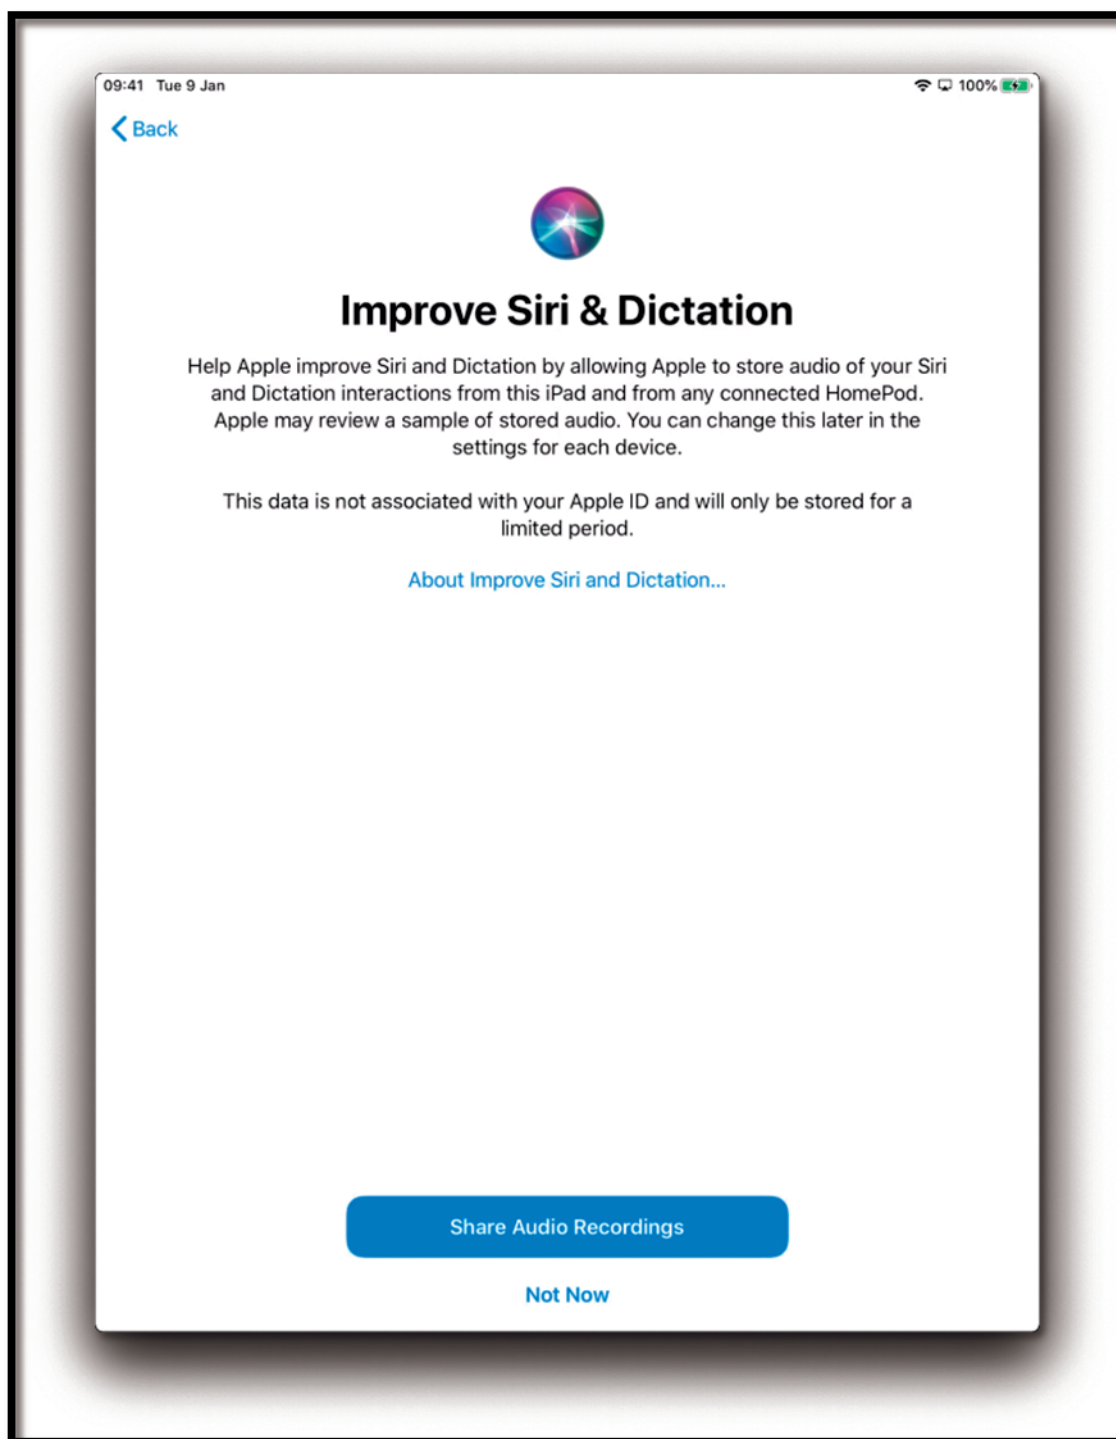 09:41 Tue 9 Jan
100%
Back
Improve Siri & Dictation
Help Apple improve Siri and Dictation by allowing Apple to store audio of your Siri
and Dictation interactions from this iPad and from any connected HomePod.
Apple may review a sample of stored audio. You can change this later in the
settings for each device.
This data is not associated with your Apple ID and will only be stored for a
limited period.
About Improve Siri and Dictation...
Share Audio Recordings
Not Now